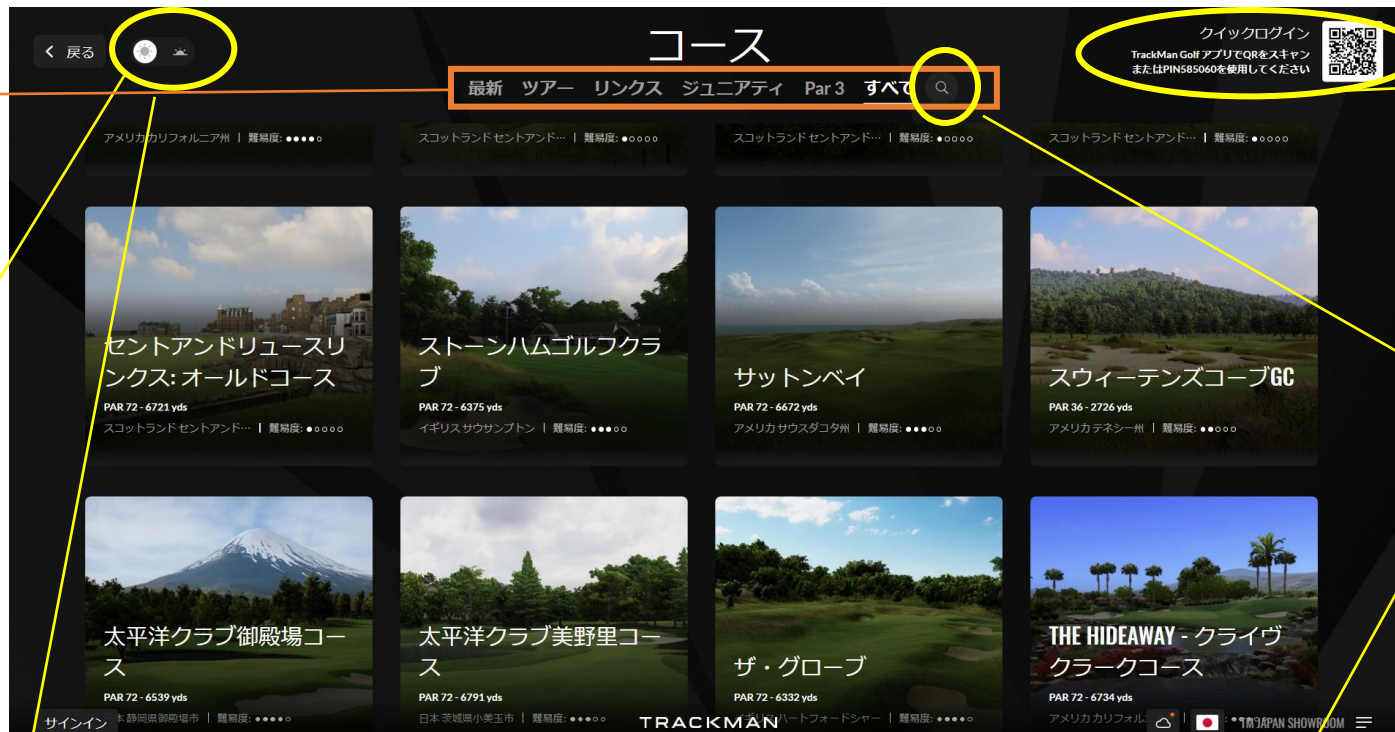 戻る
コース
クイックログイン
TrackMan Golf アプリでQRをスキャン
またはPIN585060を使用してください
最新 ツアー リンクス ジュニアティ Par 3 すべて
アメリカ カリフォルニア州 | 難易度: ●●●●○
スコットランド セントアンド… | 難易度: ●○○○○
スコットランド セントアンド… | 難易度: ●○○○○
スコットランド セントアンド… | 難易度: ●○○○○
セントアンドリュースリ
ンクス: オールドコース
PAR 72 - 6721 yds
スコットランド セントアンド… | 難易度: ●○○○○
ストーンハムゴルフクラ
ブ
PAR 72 - 6375 yds
イギリス サウサンプトン | 難易度: ●●●○○
サットンベイ
PAR 72 - 6672 yds
アメリカ サウスダコタ州 | 難易度: ●●●○○
スウィーテンズコーブGC
PAR 36 - 2726 yds
アメリカ テネシー州 | 難易度: ●●○○○
太平洋クラブ御殿場コー
ス
PAR 72 - 6539 yds
静岡県御殿場市 | 難易度: ●●●●○
太平洋クラブ美野里コー
ス
PAR 72 - 6791 yds
日本 茨城県小美玉市 | 難易度: ●●●○○
ザ・グローブ
PAR 72 - 6332 yds
ハートフォードシャー | 難易度: ●●●●○
THE HIDEAWAY - クライヴ
クラークコース
PAR 72 - 6734 yds
アメリカ カリフォル
サインイン
TRACKMAN
TM JAPAN SHOWROOM